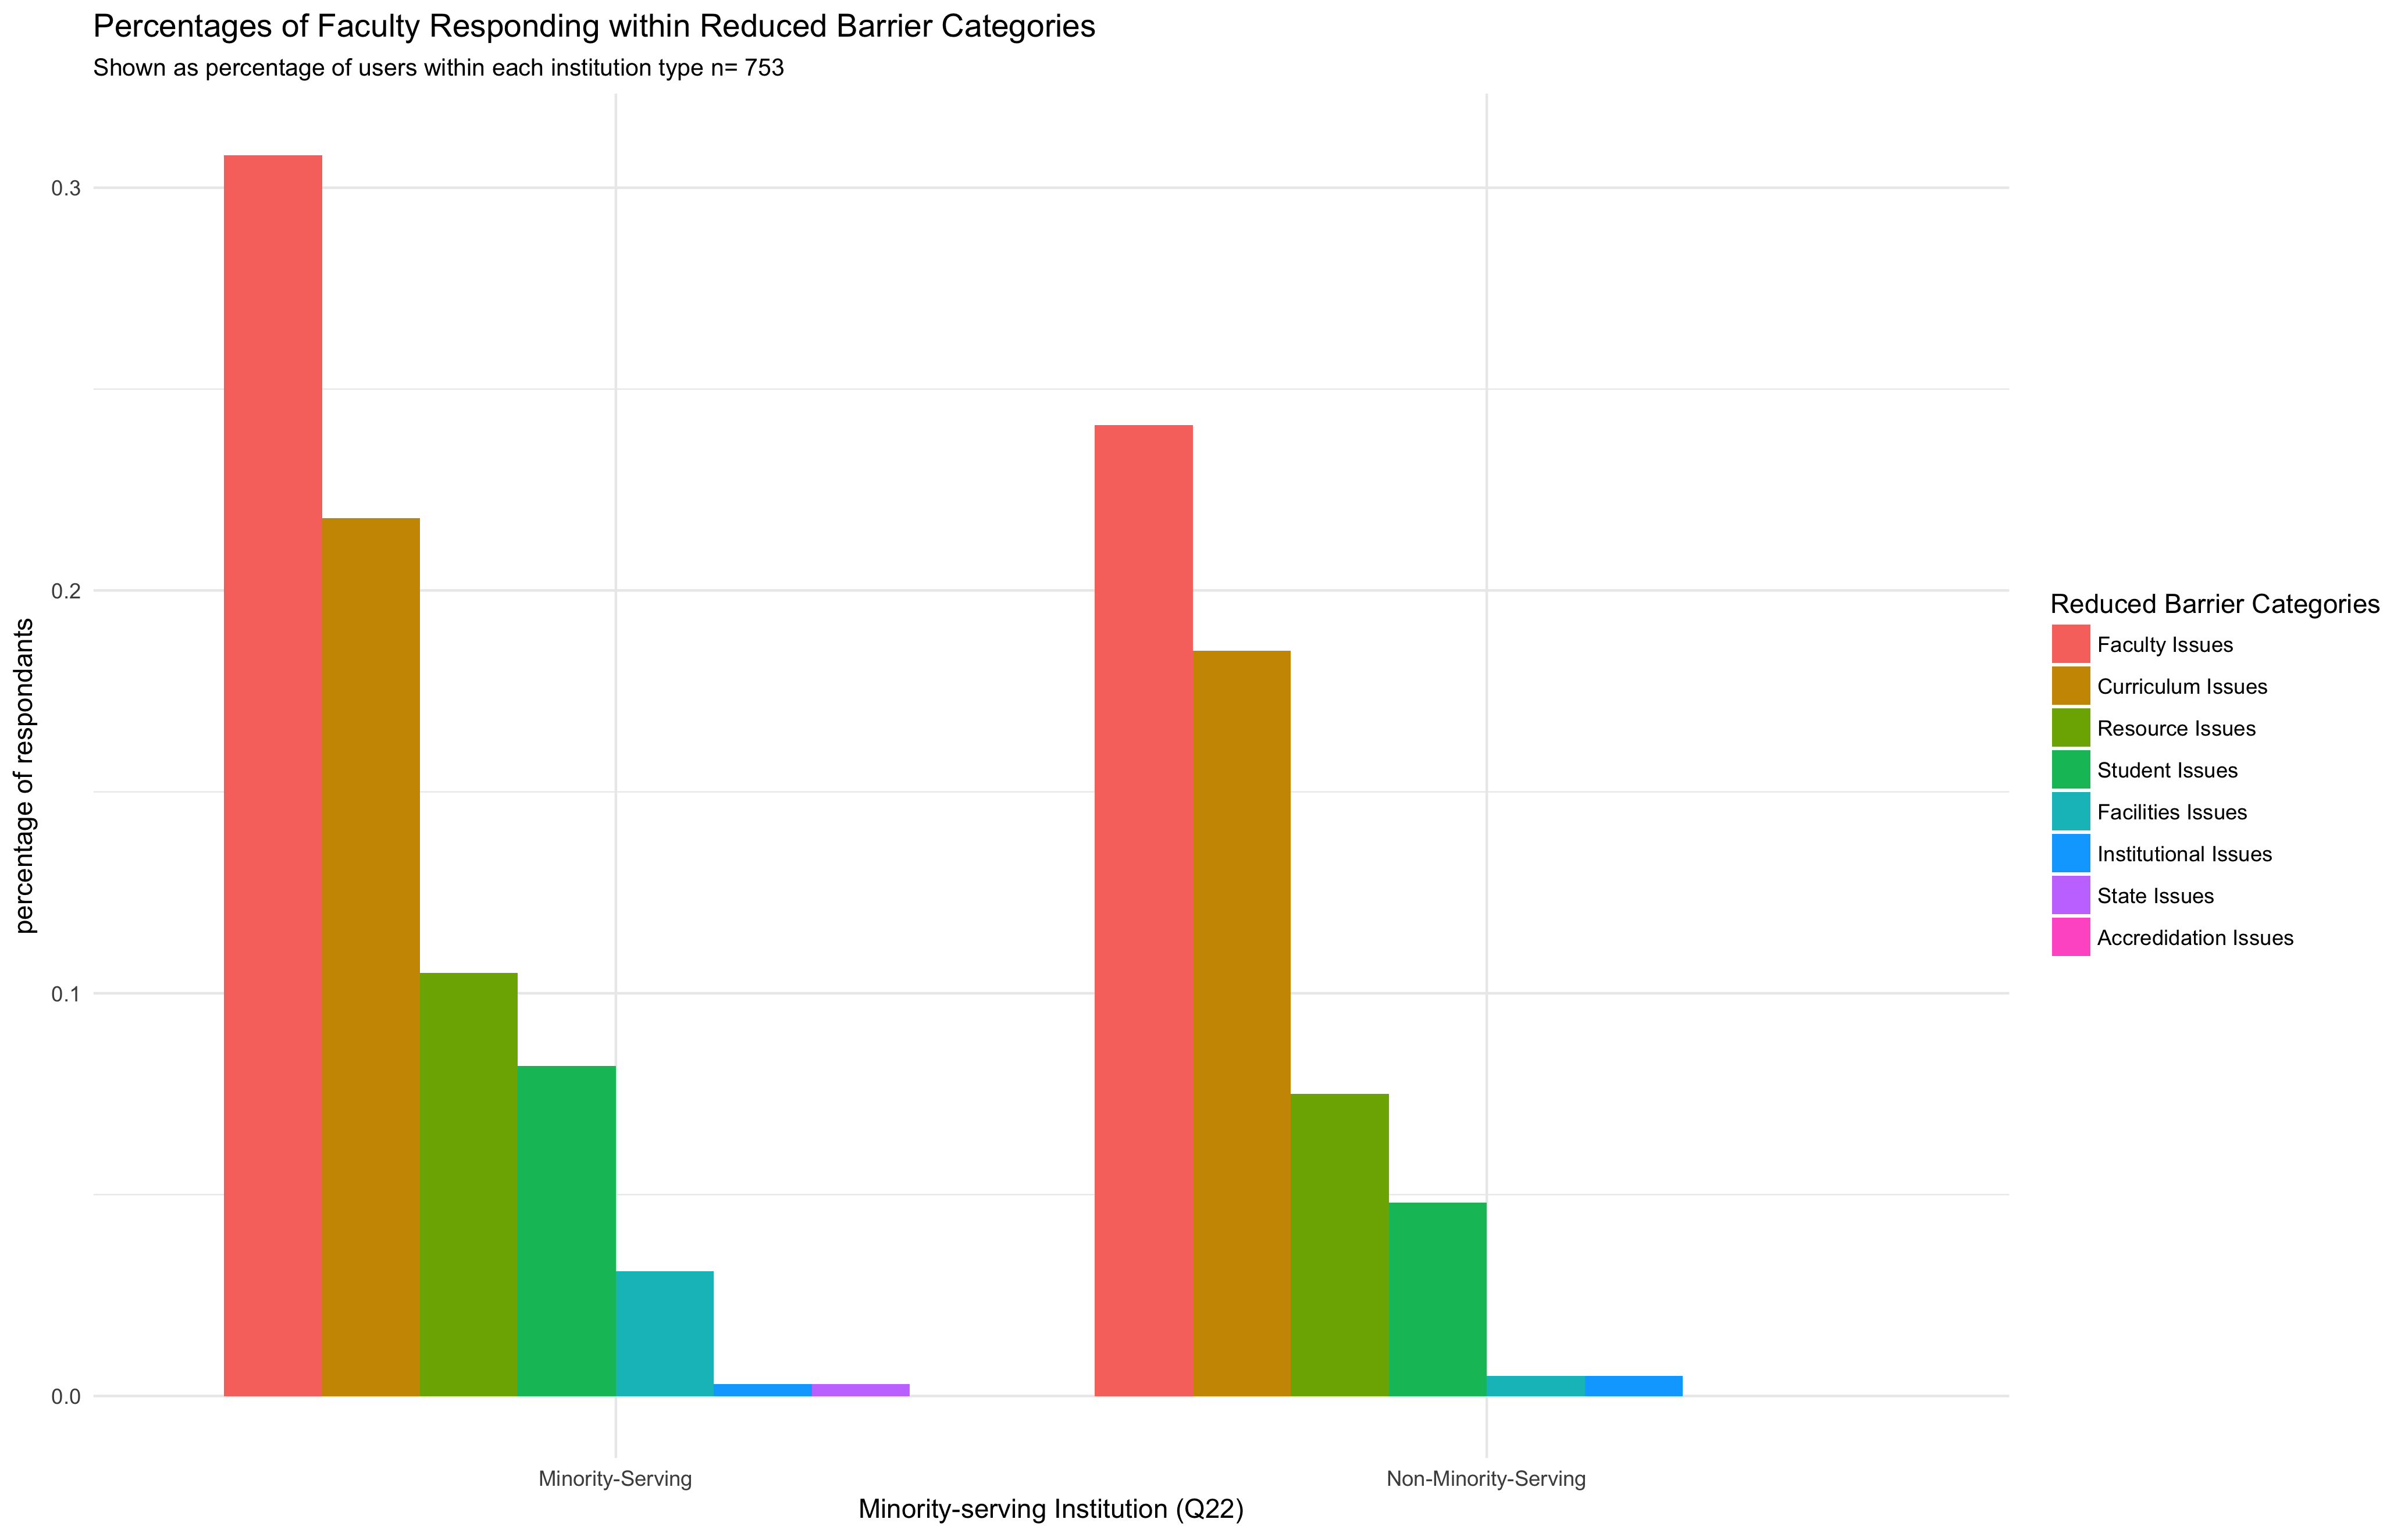 Percentages of Faculty Responding within Reduced Barrier Categories
Shown as percentage of users within each institution type n= 753
percentage of respondants
0.3
0.2
0.1
0.0
Minority-Serving
Non-Minority-Serving
Minority-serving Institution (Q22)
Reduced Barrier Categories
Faculty Issues
Curriculum Issues
Resource Issues
Student Issues
Facilities Issues
Institutional Issues
State Issues
Accredidation Issues